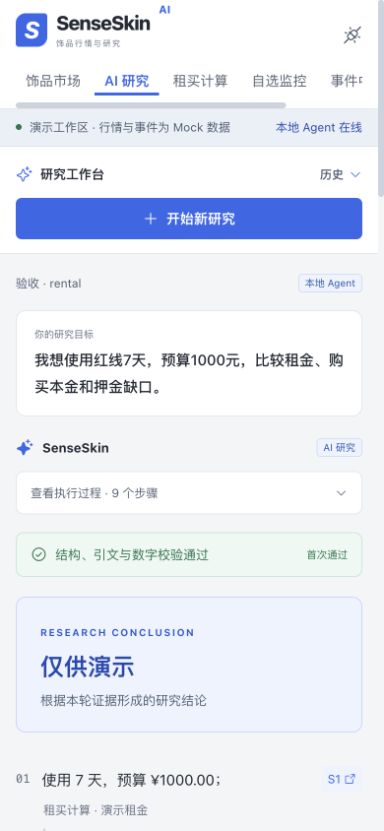 SenseSkin AI
饰品行情与研究
饰品市场 AI 研究 租买计算 自选监控 事件
演示工作区 · 行情与事件为 Mock 数据 本地 Agent 在线
研究工作台 历史
+ 开始新研究
验收 · rental 本地 Agent
你的研究目标
我想使用红线7天，预算1000元，比较租金、购
买本金和押金缺口。
SenseSkin AI 研究
查看执行过程 · 9 个步骤
结构、引文与数字校验通过 首次通过
RESEARCH CONCLUSION
仅供演示
根据本轮证据形成的研究结论
01 使用 7 天，预算 ¥1000.00； S1
租买计算 · 演示租金